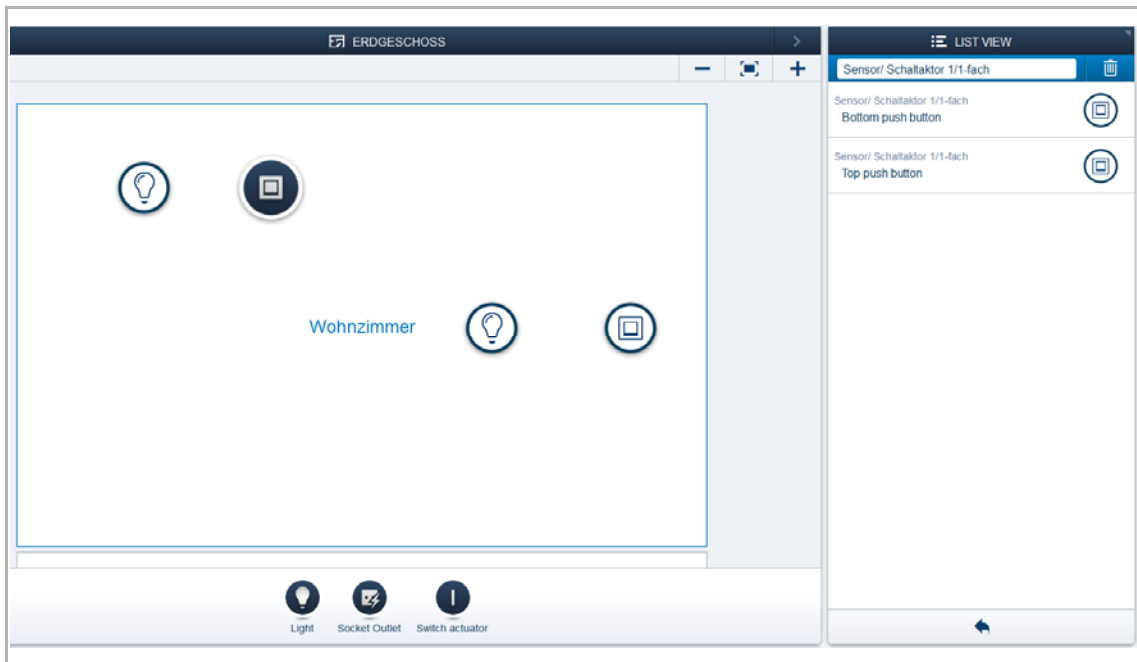 ERDGESCHOSS
Wohnzimmer
Light
Socket Outlet
Switch actuator
LIST VIEW
Sensor/ Schaltaktor 1/1-fach
Sensor/ Schaltaktor 1/1-fach
Bottom push button
Sensor/ Schaltaktor 1/1-fach
Top push button